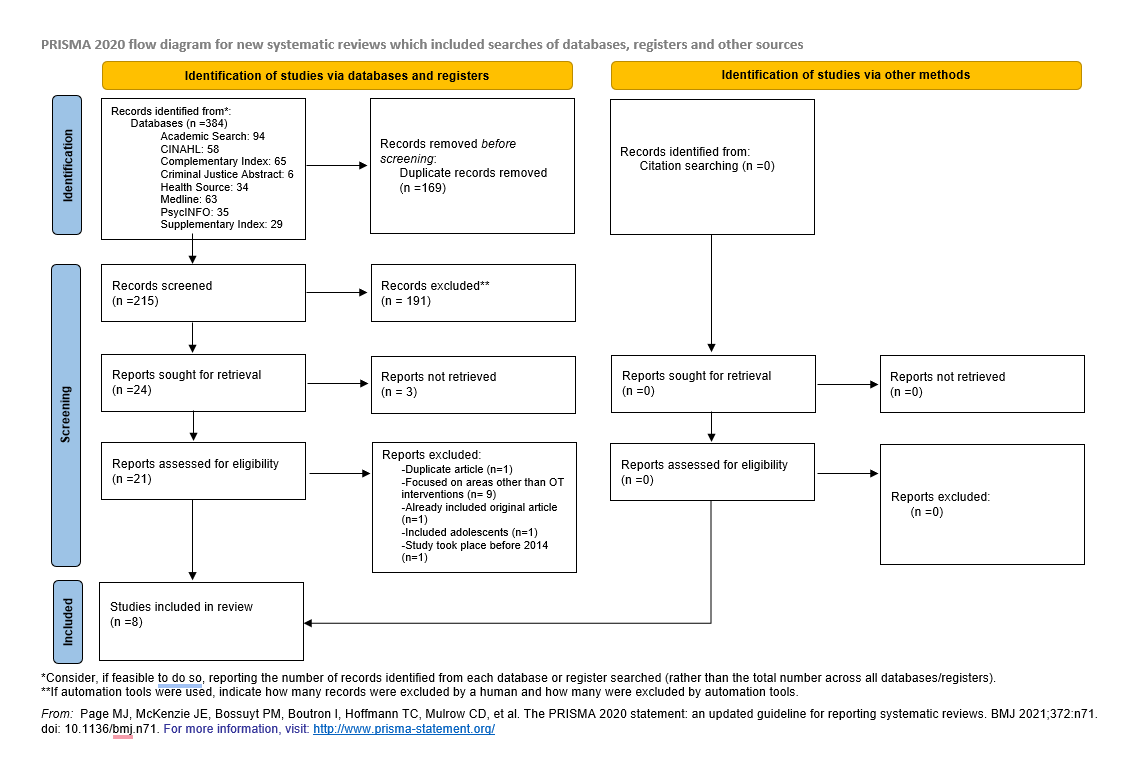 PRISMA 2020 flow diagram for new systematic reviews which included searches of databases, registers and other sources
Identification of studies via databases and registers
Identification of studies via other methods
Identification
Records identified from*:
Databases (n =384)
Academic Search: 94
CINAHL: 58
Complementary Index: 65
Criminal Justice Abstract: 6
Health Source: 34
Medline: 63
PsycINFO: 35
Supplementary Index: 29
Records removed before
screening:
Duplicate records removed
(n =169)
Records identified from:
Citation searching (n =0)
Screening
Records screened
(n =215)
Records excluded**
(n = 191)
Reports sought for retrieval
(n =24)
Reports not retrieved
(n = 3)
Reports sought for retrieval
(n =0)
Reports not retrieved
(n =0)
Reports assessed for eligibility
(n =21)
Reports excluded:
-Duplicate article (n=1)
-Focused on areas other than OT
interventions (n= 9)
-Already included original article
(n=1)
-Included adolescents (n=1)
-Study took place before 2014
(n=1)
Reports assessed for eligibility
(n =0)
Reports excluded:
(n =0)
Included
Studies included in review
(n =8)
*Consider, if feasible to do so, reporting the number of records identified from each database or register searched (rather than the total number across all databases/registers).
**If automation tools were used, indicate how many records were excluded by a human and how many were excluded by automation tools.
From: Page MJ, McKenzie JE, Bossuyt PM, Boutron I, Hoffmann TC, Mulrow CD, et al. The PRISMA 2020 statement: an updated guideline for reporting systematic reviews. BMJ 2021;372:n71.
doi: 10.1136/bmj.n71. For more information, visit: http://www.prisma-statement.org/